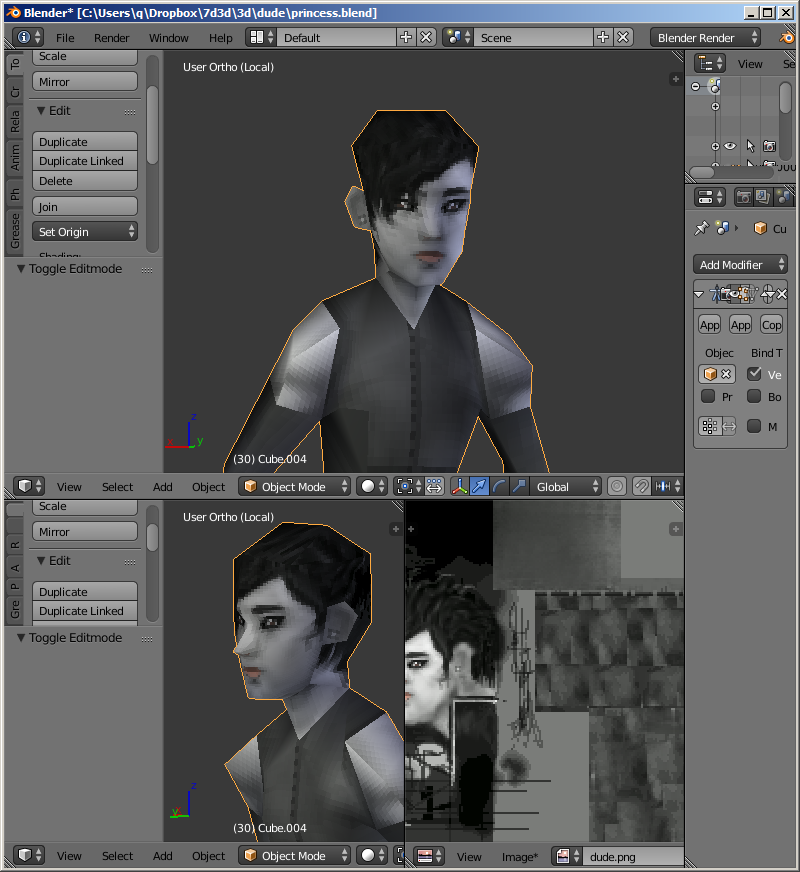 Blender* [C:\Users\q\Dropbox\7d3d\3d\dude\princess.blend]
File Render Window Help Default Scene Blender Render
Scale
Mirror
Edit
Duplicate
Duplicate Linked
Delete
Join
Set Origin
Shading:
Toggle Editmode
To
Cr
Rela
Anim
Ph
Grease
User Ortho (Local)
(30) Cube.004
View Select Add Object Object Mode Global
View Se
Cu
Add Modifier
App App Cop
Objec Bind T
Ve
Pr Bo
M
Scale
Mirror
Edit
Duplicate
Duplicate Linked
Toggle Editmode
R
A
P
Gre
User Ortho (Local)
(30) Cube.004
View Select Add Object Object Mode
View Image* dude.png